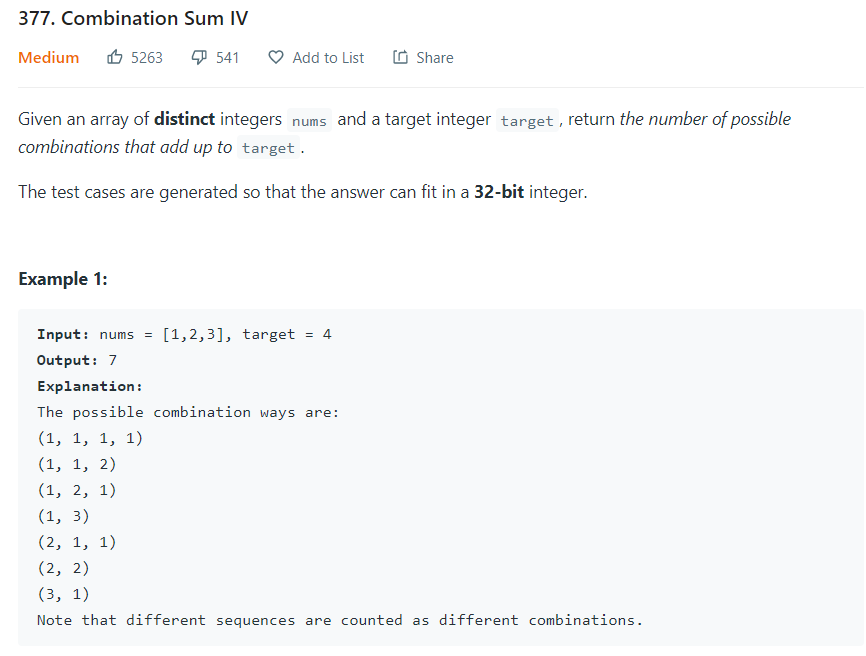 377. Combination Sum IV
Medium 5263 541 Add to List Share
Given an array of distinct integers nums and a target integer target, return the number of possible
combinations that add up to target.
The test cases are generated so that the answer can fit in a 32-bit integer.
Example 1:
Input: nums = [1,2,3], target = 4
Output: 7
Explanation:
The possible combination ways are:
(1, 1, 1, 1)
(1, 1, 2)
(1, 2, 1)
(1, 3)
(2, 1, 1)
(2, 2)
(3, 1)
Note that different sequences are counted as different combinations.